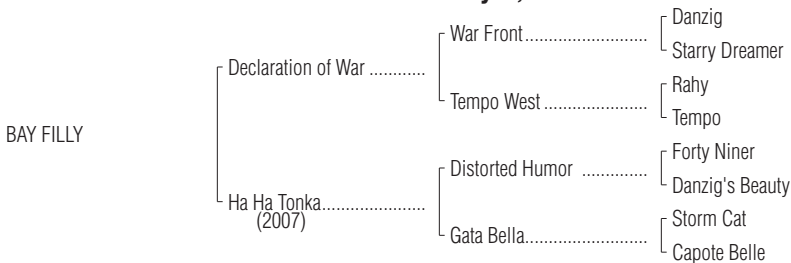 Danzig
War Front..........................
Starry Dreamer
Declaration of War ............
Rahy
Tempo West ......................
Tempo
BAY FILLY
Forty Niner
Distorted Humor ..............
Danzig's Beauty
Ha Ha Tonka......................
(2007)
Storm Cat
Gata Bella..........................
Capote Belle